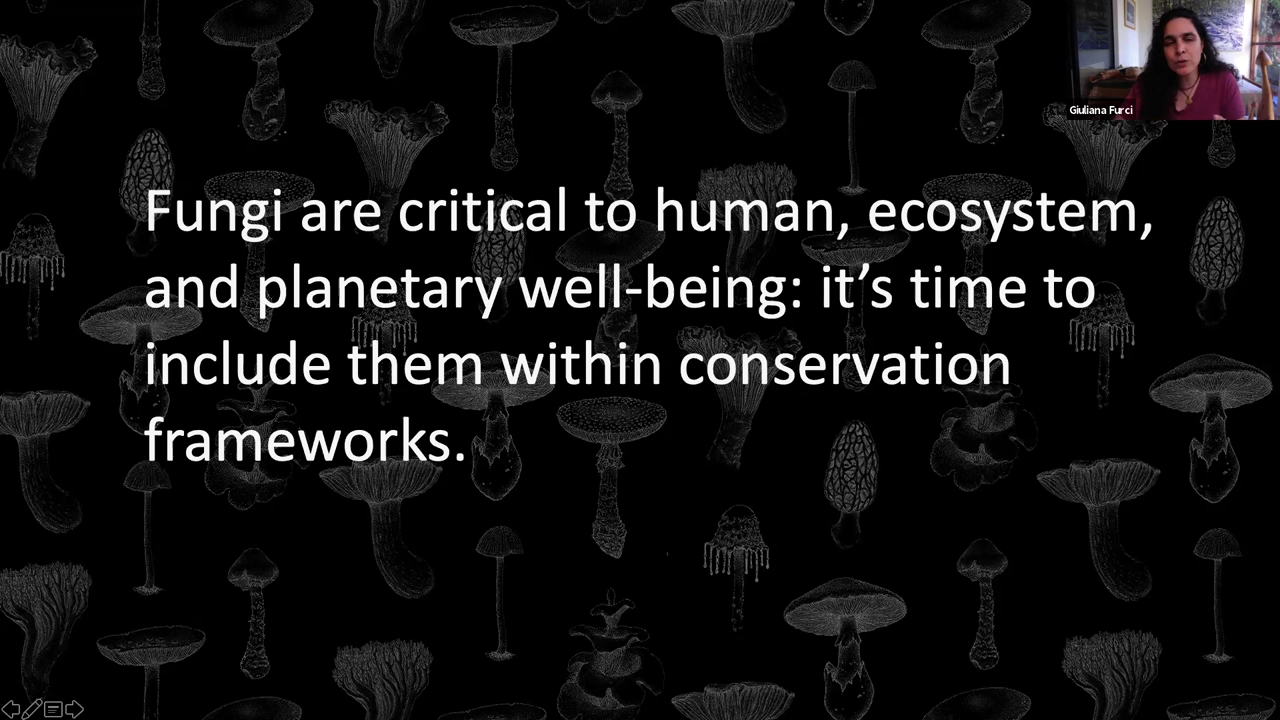 Giuliana Furci
Fungi are critical to human, ecosystem,
and planetary well-being: it’s time to
include them within conservation
frameworks.